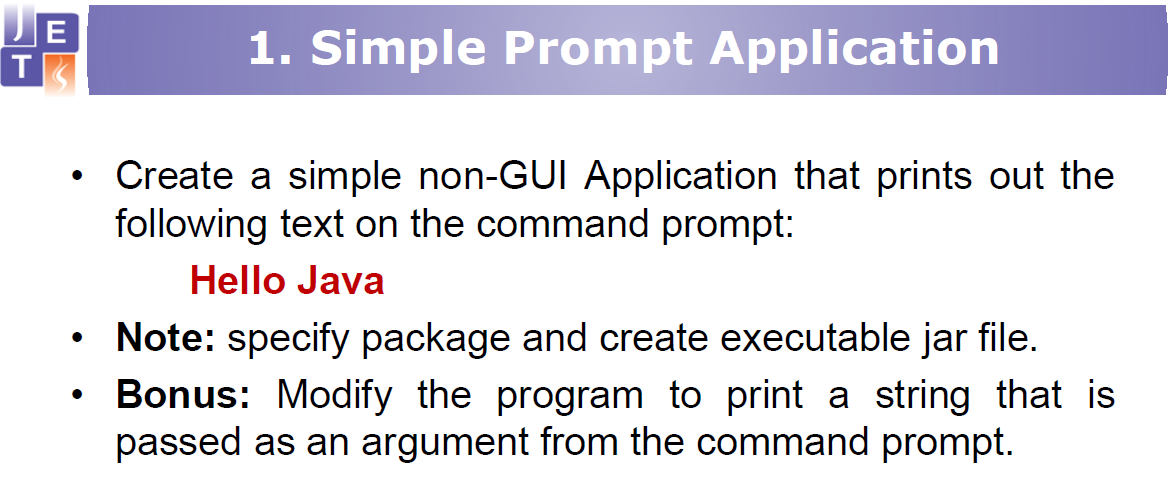 J E
T
1. Simple Prompt Application
• Create a simple non-GUI Application that prints out the
following text on the command prompt:
Hello Java
• Note: specify package and create executable jar file.
• Bonus: Modify the program to print a string that is
passed as an argument from the command prompt.